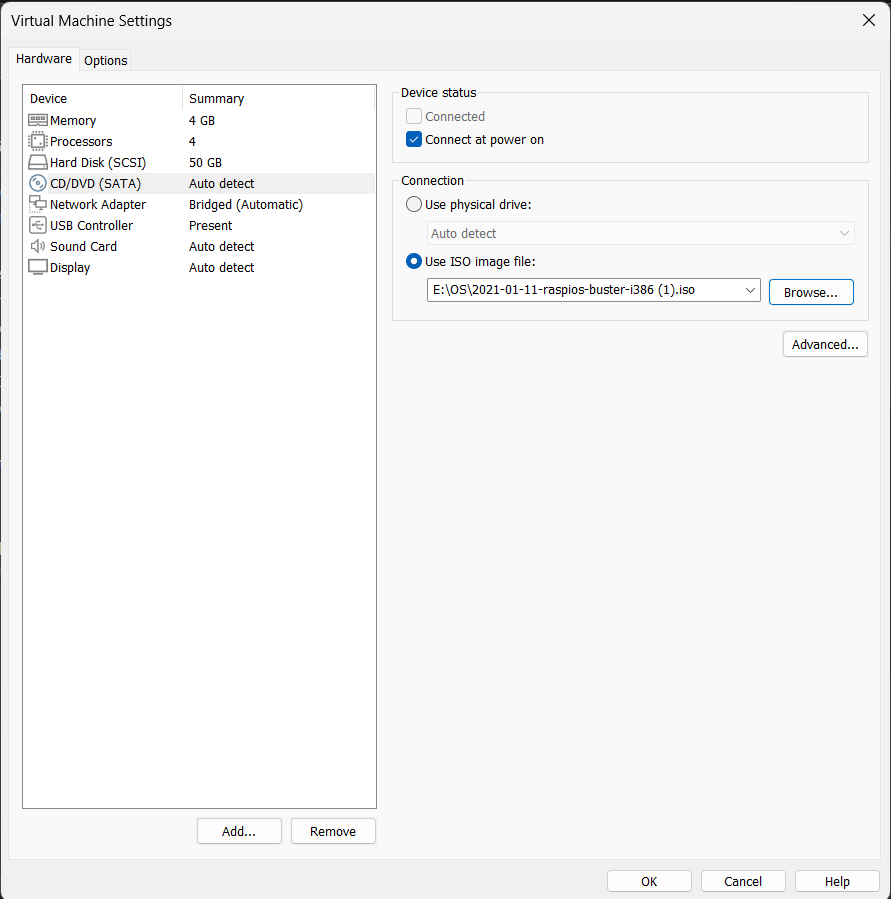 Virtual Machine Settings
Hardware Options
Device Summary
Memory 4 GB
Processors 4
Hard Disk (SCSI) 50 GB
CD/DVD (SATA) Auto detect
Network Adapter Bridged (Automatic)
USB Controller Present
Sound Card Auto detect
Display Auto detect
Add... Remove
Device status
Connected
Connect at power on
Connection
Use physical drive:
Auto detect
Use ISO image file:
E:\OS\2021-01-11-raspios-buster-i386 (1).iso Browse...
Advanced...
OK Cancel Help